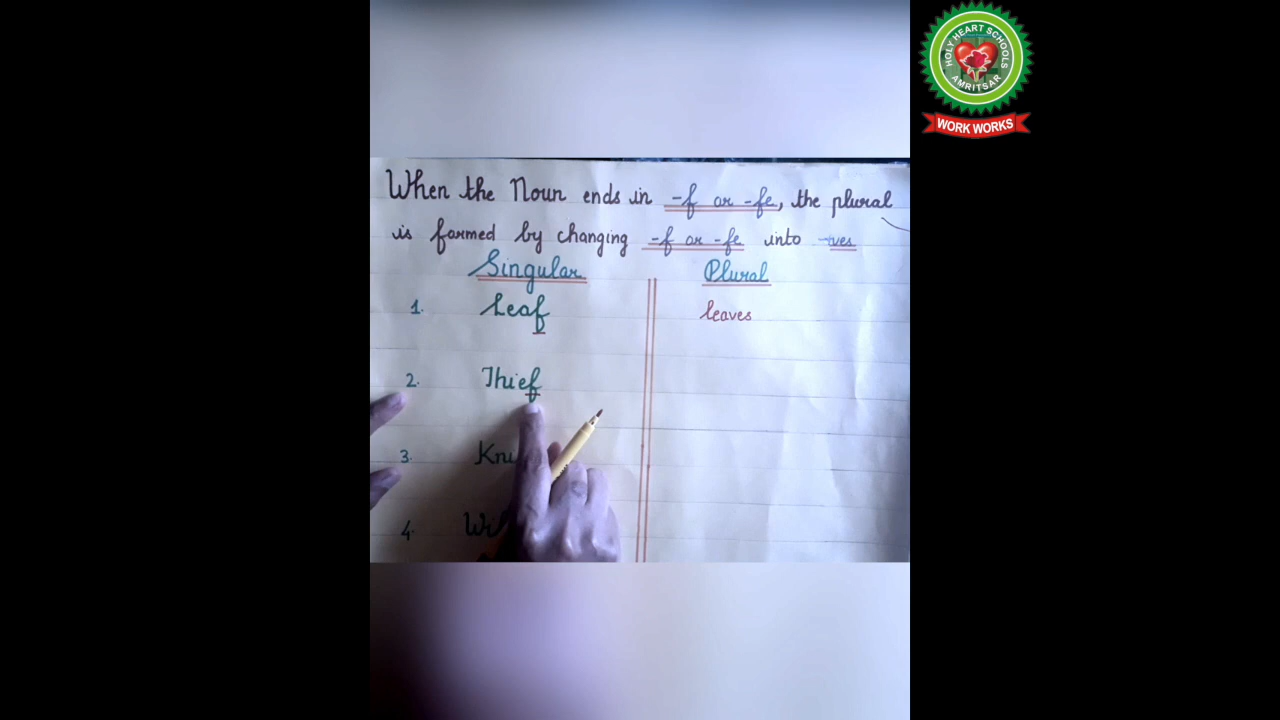 HOLY HEART SCHOOLS
AMRITSAR
WORK WORKS
When the Noun ends in -f or -fe, the plural
is formed by changing -f or -fe into -ves
Singular Plural
1. Leaf leaves
2. Thief
3.
4.